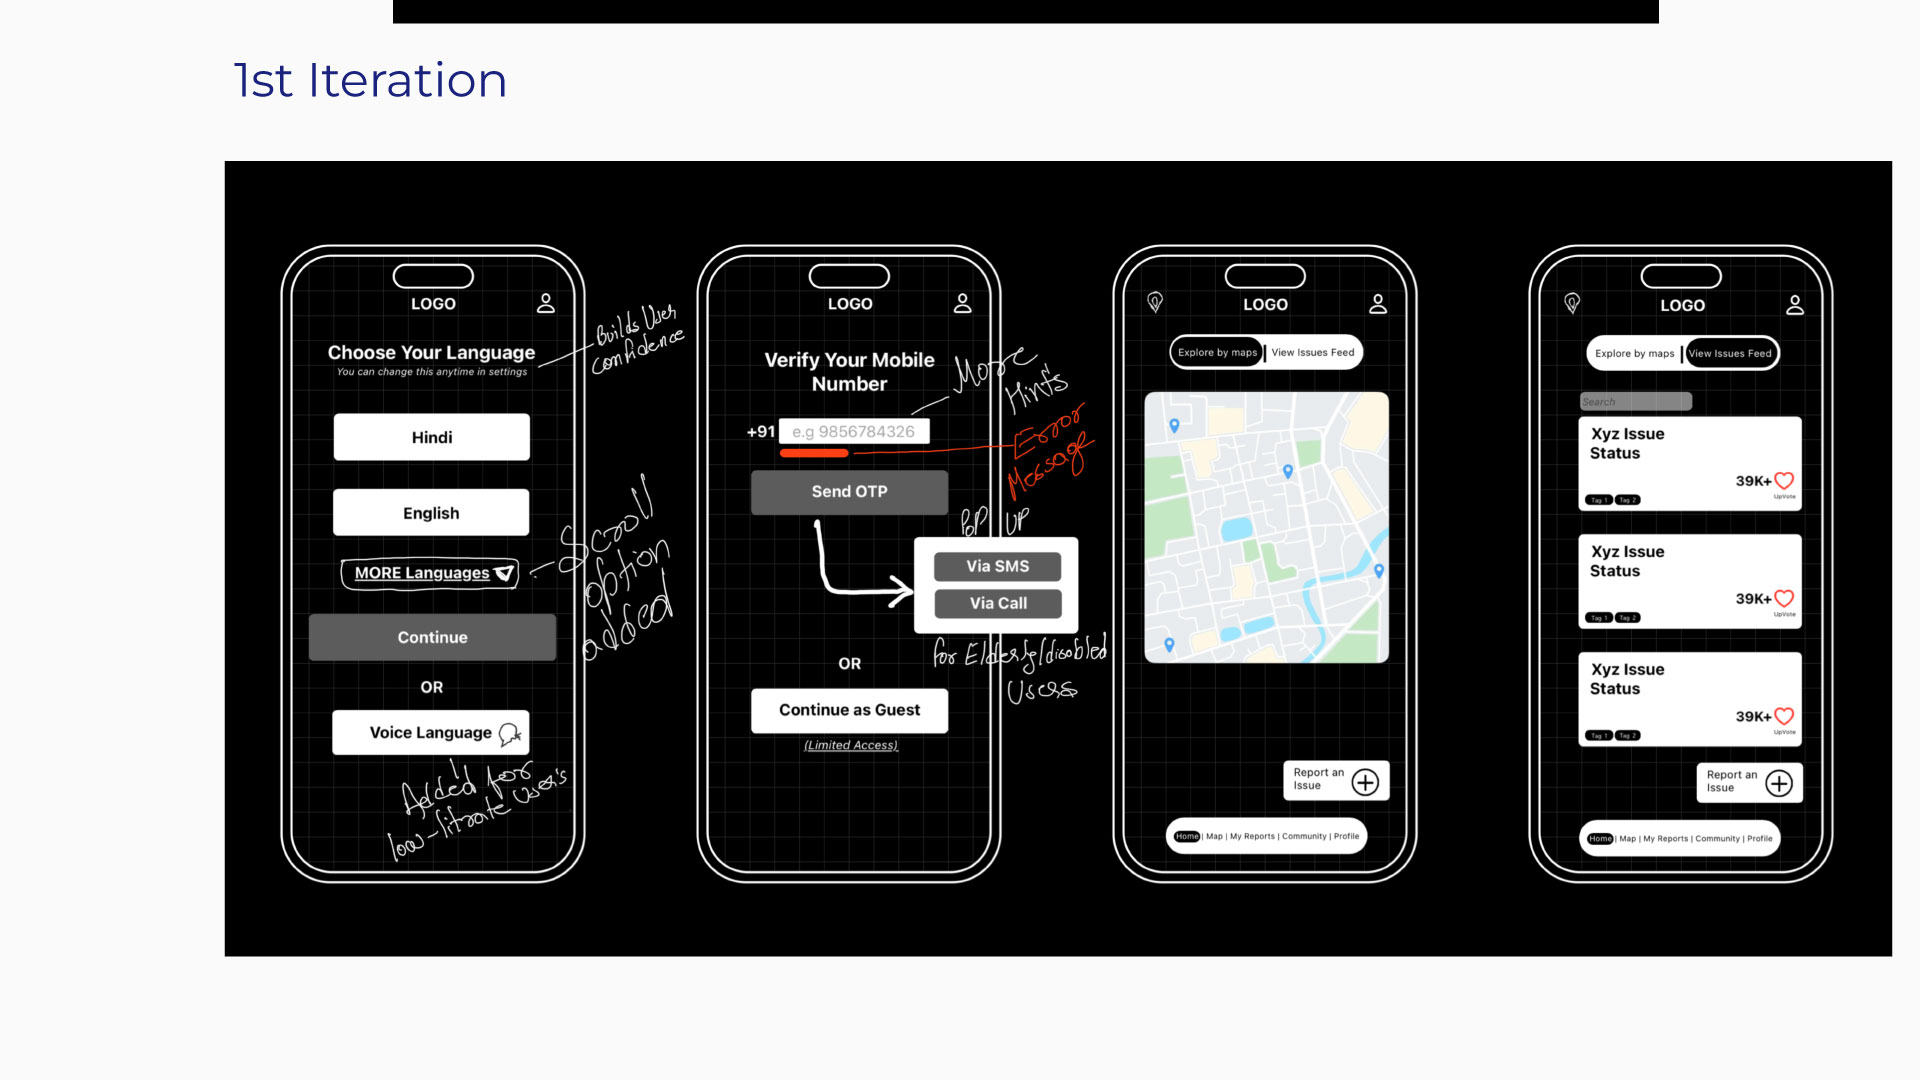 1st Iteration
LOGO
Choose Your Language
You can change this anytime in settings
Builds User
confidence
Hindi
English
MORE Languages
Scroll
option
added
Continue
OR
Voice Language
Added for
low-litrate User's
LOGO
Verify Your Mobile
Number
More
Hints
+91
e.g 9856784326
Error
Message
Send OTP
POP UP
Via SMS
Via Call
for Elderly/disabled
Users
OR
Continue as Guest
(Limited Access)
LOGO
Explore by maps | View Issues Feed
Report an
Issue
Home | Map | My Reports | Community | Profile
LOGO
Explore by maps | View Issues Feed
Search
Xyz Issue
Status
39K+
UpVote
Tag 1 Tag 2
Xyz Issue
Status
39K+
UpVote
Tag 1 Tag 2
Xyz Issue
Status
39K+
UpVote
Tag 1 Tag 2
Report an
Issue
Home | Map | My Reports | Community | Profile